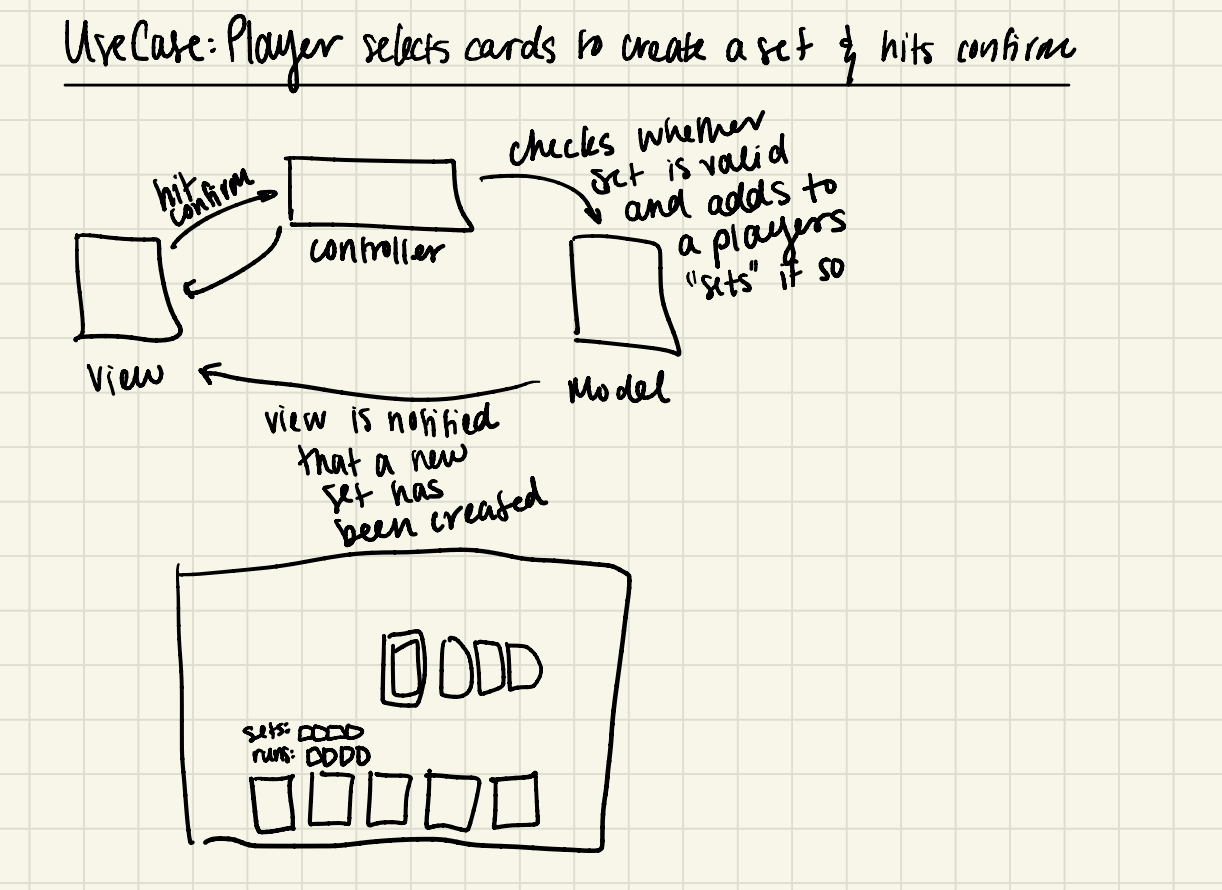 UseCase: Player selects cards to create a set & hits confirm
checks whether
set is valid
and adds to
a players
"sets" if so
hit
confirm
controller
View
Model
view is notified
that a new
set has
been created
sets:
runs: